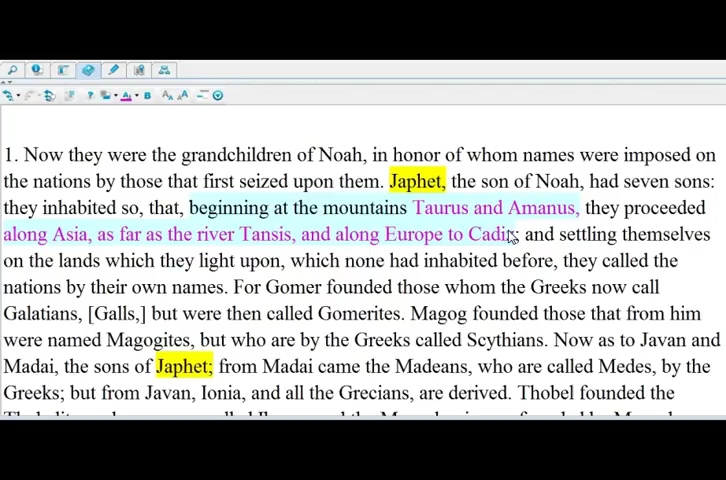 1. Now they were the grandchildren of Noah, in honor of whom names were imposed on
the nations by those that first seized upon them. Japhet, the son of Noah, had seven sons:
they inhabited so, that, beginning at the mountains Taurus and Amanus, they proceeded
along Asia, as far as the river Tansis, and along Europe to Cadiz; and settling themselves
on the lands which they light upon, which none had inhabited before, they called the
nations by their own names. For Gomer founded those whom the Greeks now call
Galatians, [Galls,] but were then called Gomerites. Magog founded those that from him
were named Magogites, but who are by the Greeks called Scythians. Now as to Javan and
Madai, the sons of Japhet; from Madai came the Madeans, who are called Medes, by the
Greeks; but from Javan, Ionia, and all the Grecians, are derived. Thobel founded the